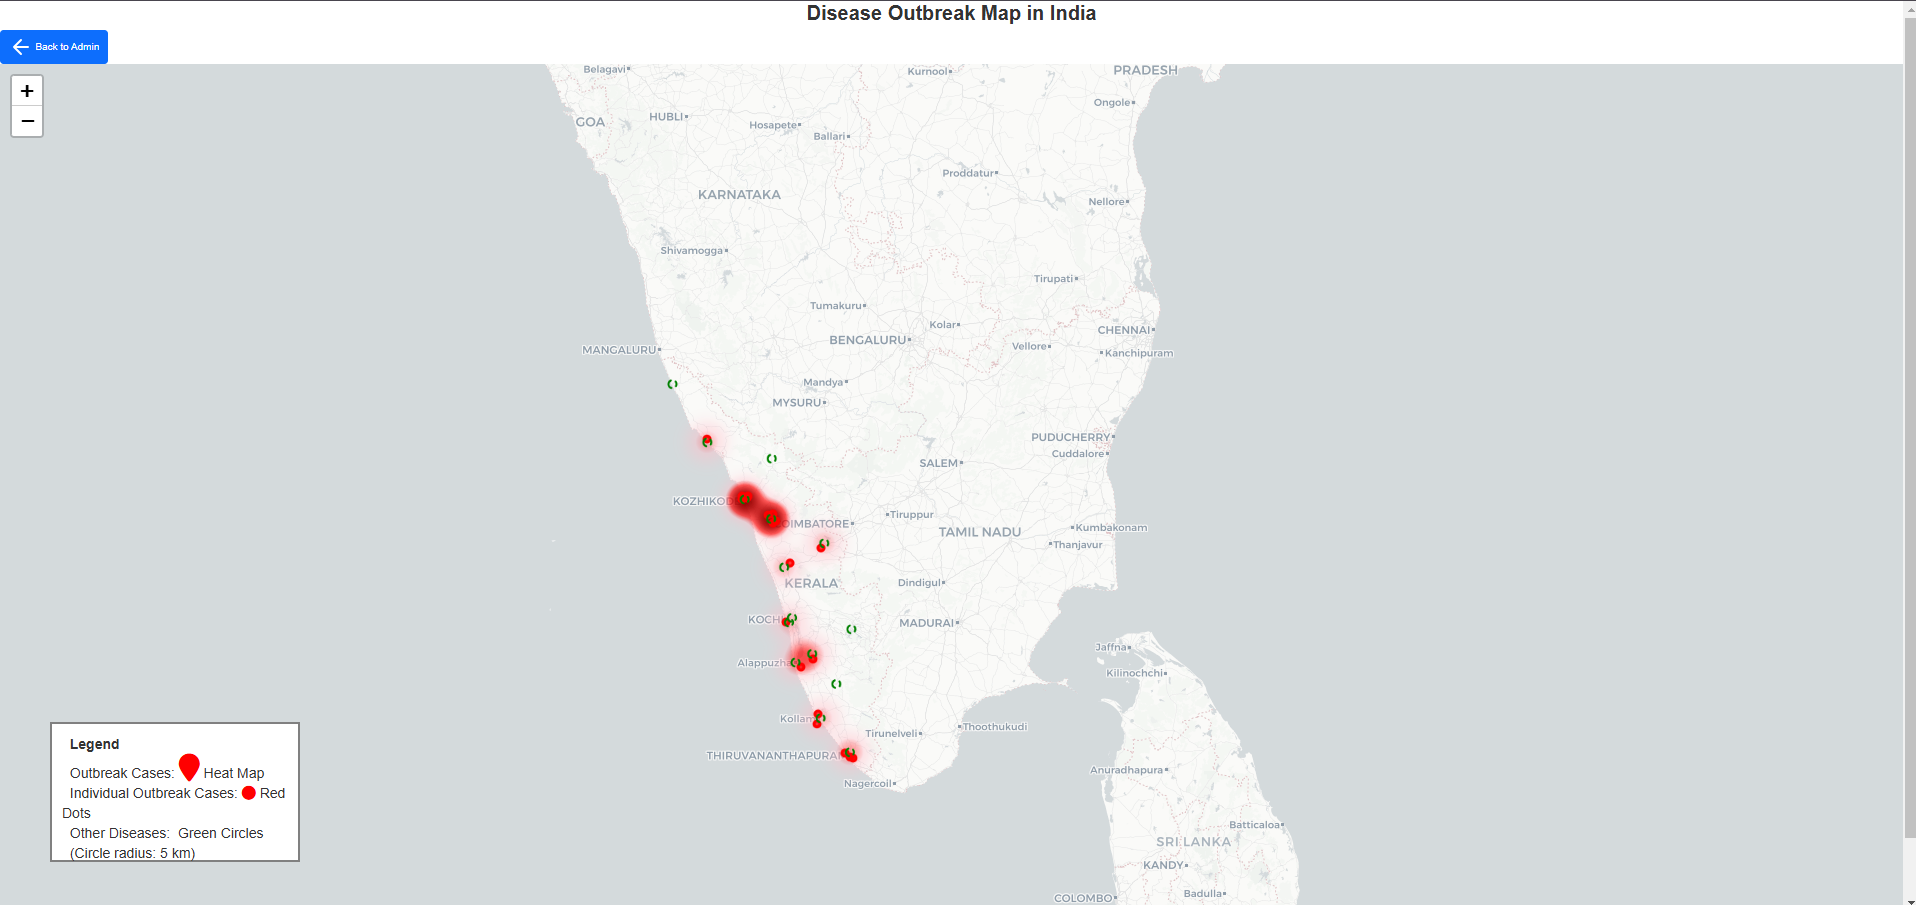 Disease Outbreak Map in India
Back to Admin
+
−
Belagavi
Kurnool
PRADESH
Ongole
GOA
HUBLI
Hosapete
Ballari
Proddatur
KARNATAKA
Nellore
Shivamogga
Tirupati
Tumakuru
Kolar
CHENNAI
BENGALURU
Vellore
Kanchipuram
MANGALURU
Mandya
MYSURU
PUDUCHERRY
Cuddalore
SALEM
KOZHIKOD
Tiruppur
OIMBATORE
TAMIL NADU
Kumbakonam
Thanjavur
KERALA
Dindigul
KOCHI
MADURAI
Jaffna
Alappuzha
Kilinochchi
Kollam
Thoothukudi
Tirunelveli
THIRUVANANTHAPURAM
Anuradhapura
Nagercoil
Batticaloa
SRI LANKA
KANDY
Badulla
COLOMBO
Legend
Outbreak Cases: Heat Map
Individual Outbreak Cases: Red
Dots
Other Diseases: Green Circles
(Circle radius: 5 km)